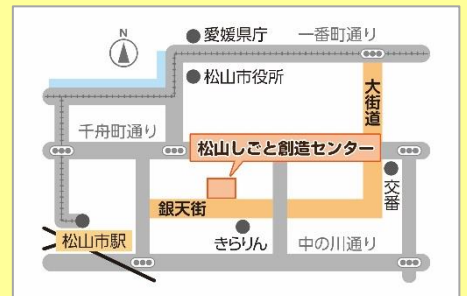 N
愛媛県庁
一番町通り
松山市役所
大街道
千舟町通り
松山しごと創造センター
交番
銀天街
きらりん
中の川通り
松山市駅